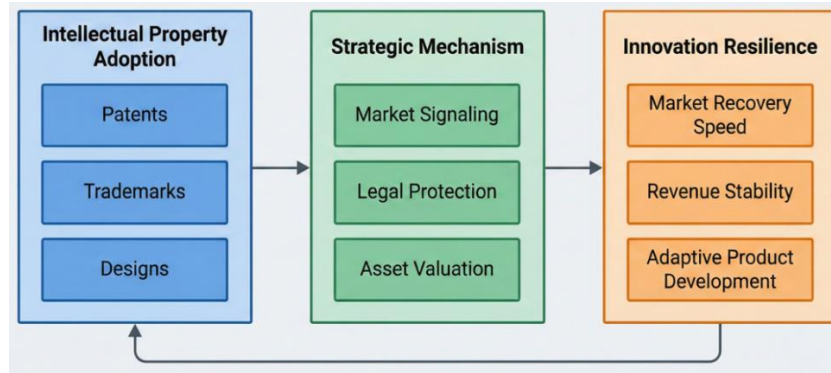 Intellectual Property
Adoption
Patents
Trademarks
Designs
Strategic Mechanism
Market Signaling
Legal Protection
Asset Valuation
Innovation Resilience
Market Recovery
Speed
Revenue Stability
Adaptive Product
Development